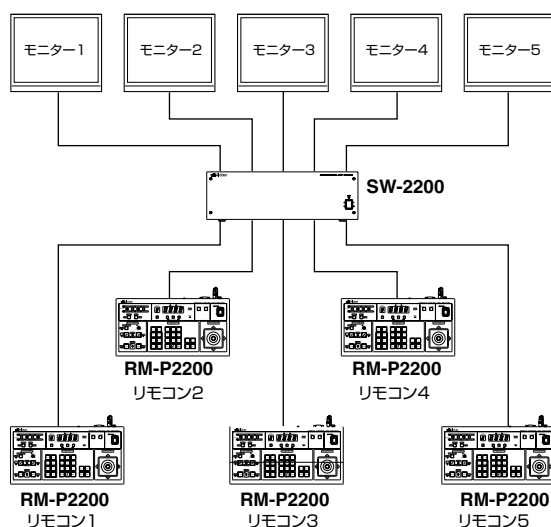 モニター1
モニター2
モニター3
モニター4
モニター5
SW-2200
RM-P2200
リモコン2
RM-P2200
リモコン4
RM-P2200
リモコン1
RM-P2200
リモコン3
RM-P2200
リモコン5